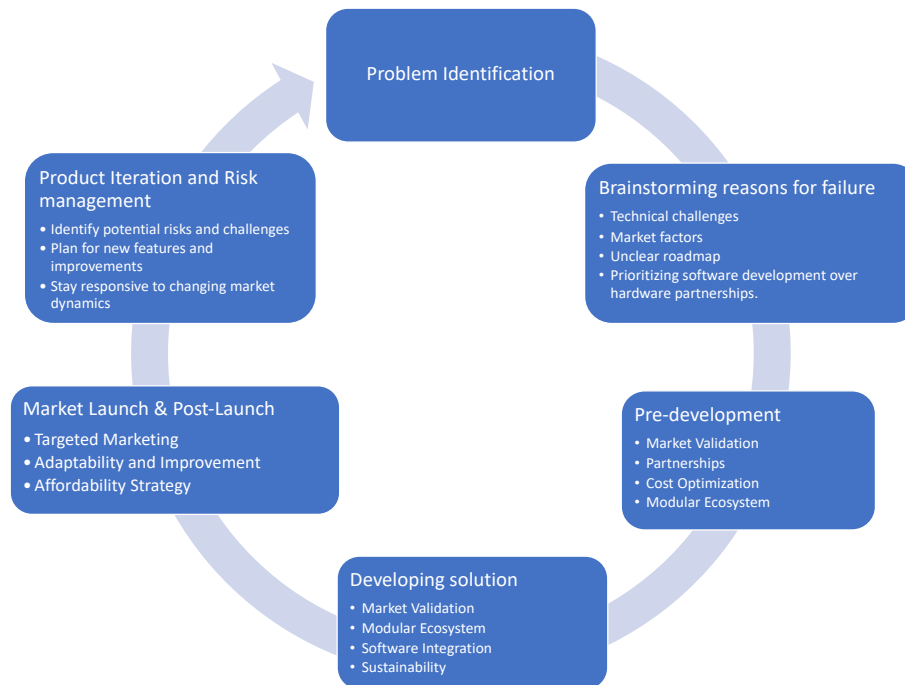 Problem Identification
Brainstorming reasons for failure
• Technical challenges
• Market factors
• Unclear roadmap
• Prioritizing software development over
hardware partnerships.
Pre-development
• Market Validation
• Partnerships
• Cost Optimization
• Modular Ecosystem
Developing solution
• Market Validation
• Modular Ecosystem
• Software Integration
• Sustainability
Market Launch & Post-Launch
• Targeted Marketing
• Adaptability and Improvement
• Affordability Strategy
Product Iteration and Risk
management
• Identify potential risks and challenges
• Plan for new features and
improvements
• Stay responsive to changing market
dynamics